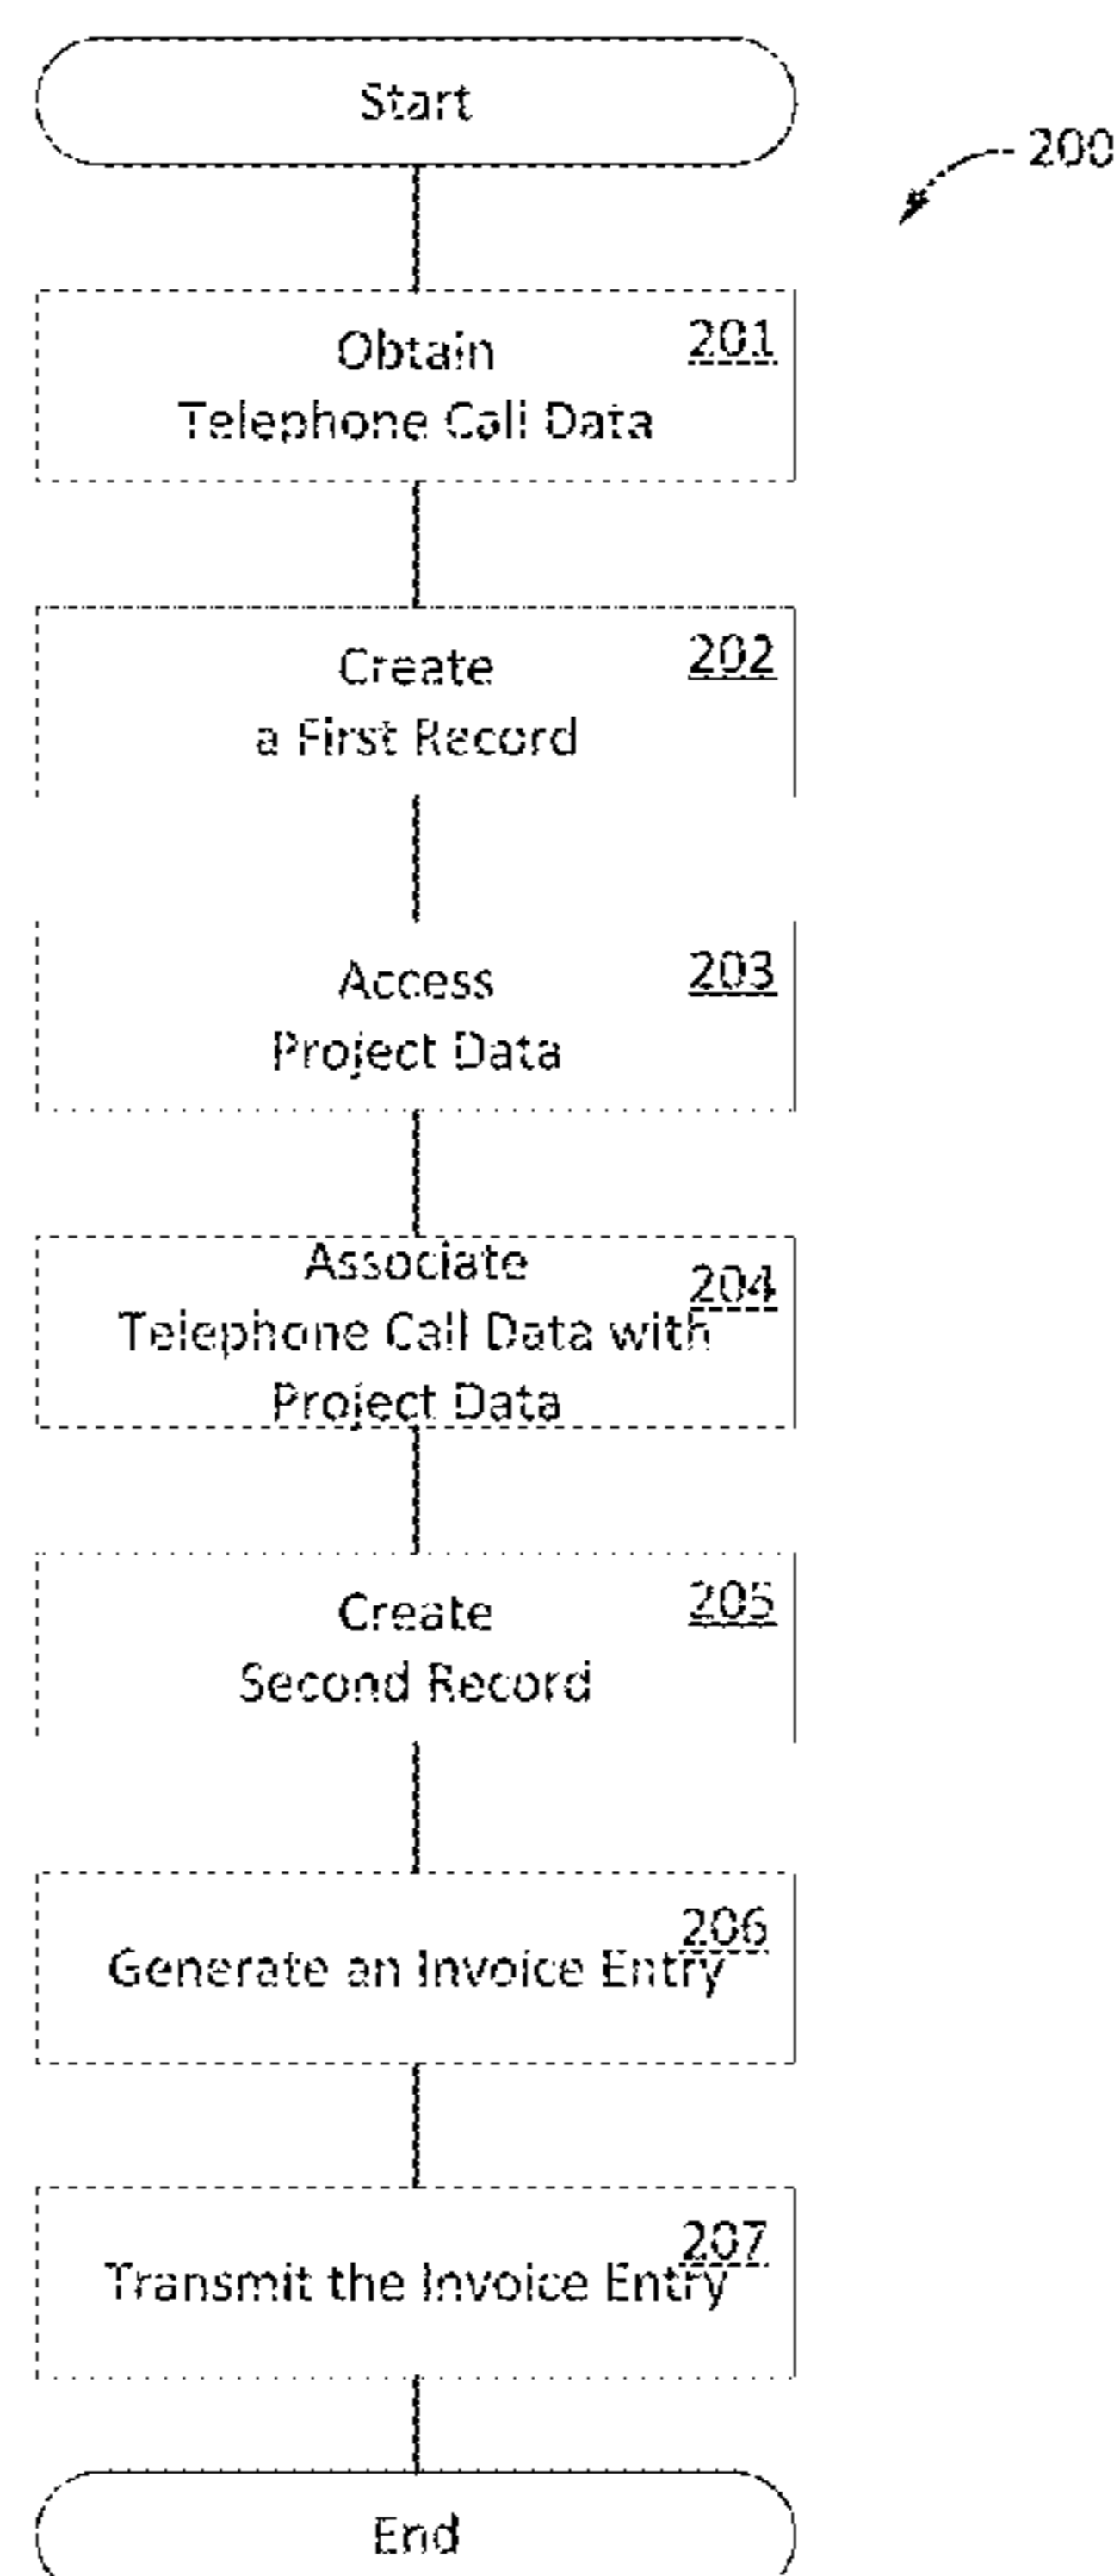 Start
200
201
Obtain
Telephone Call Data
202
Create
a First Record
203
Access
Project Data
204
Associate
Telephone Call Data with
Project Data
205
Create
Second Record
206
Generate an Invoice Entry
207
Transmit the Invoice Entry
End